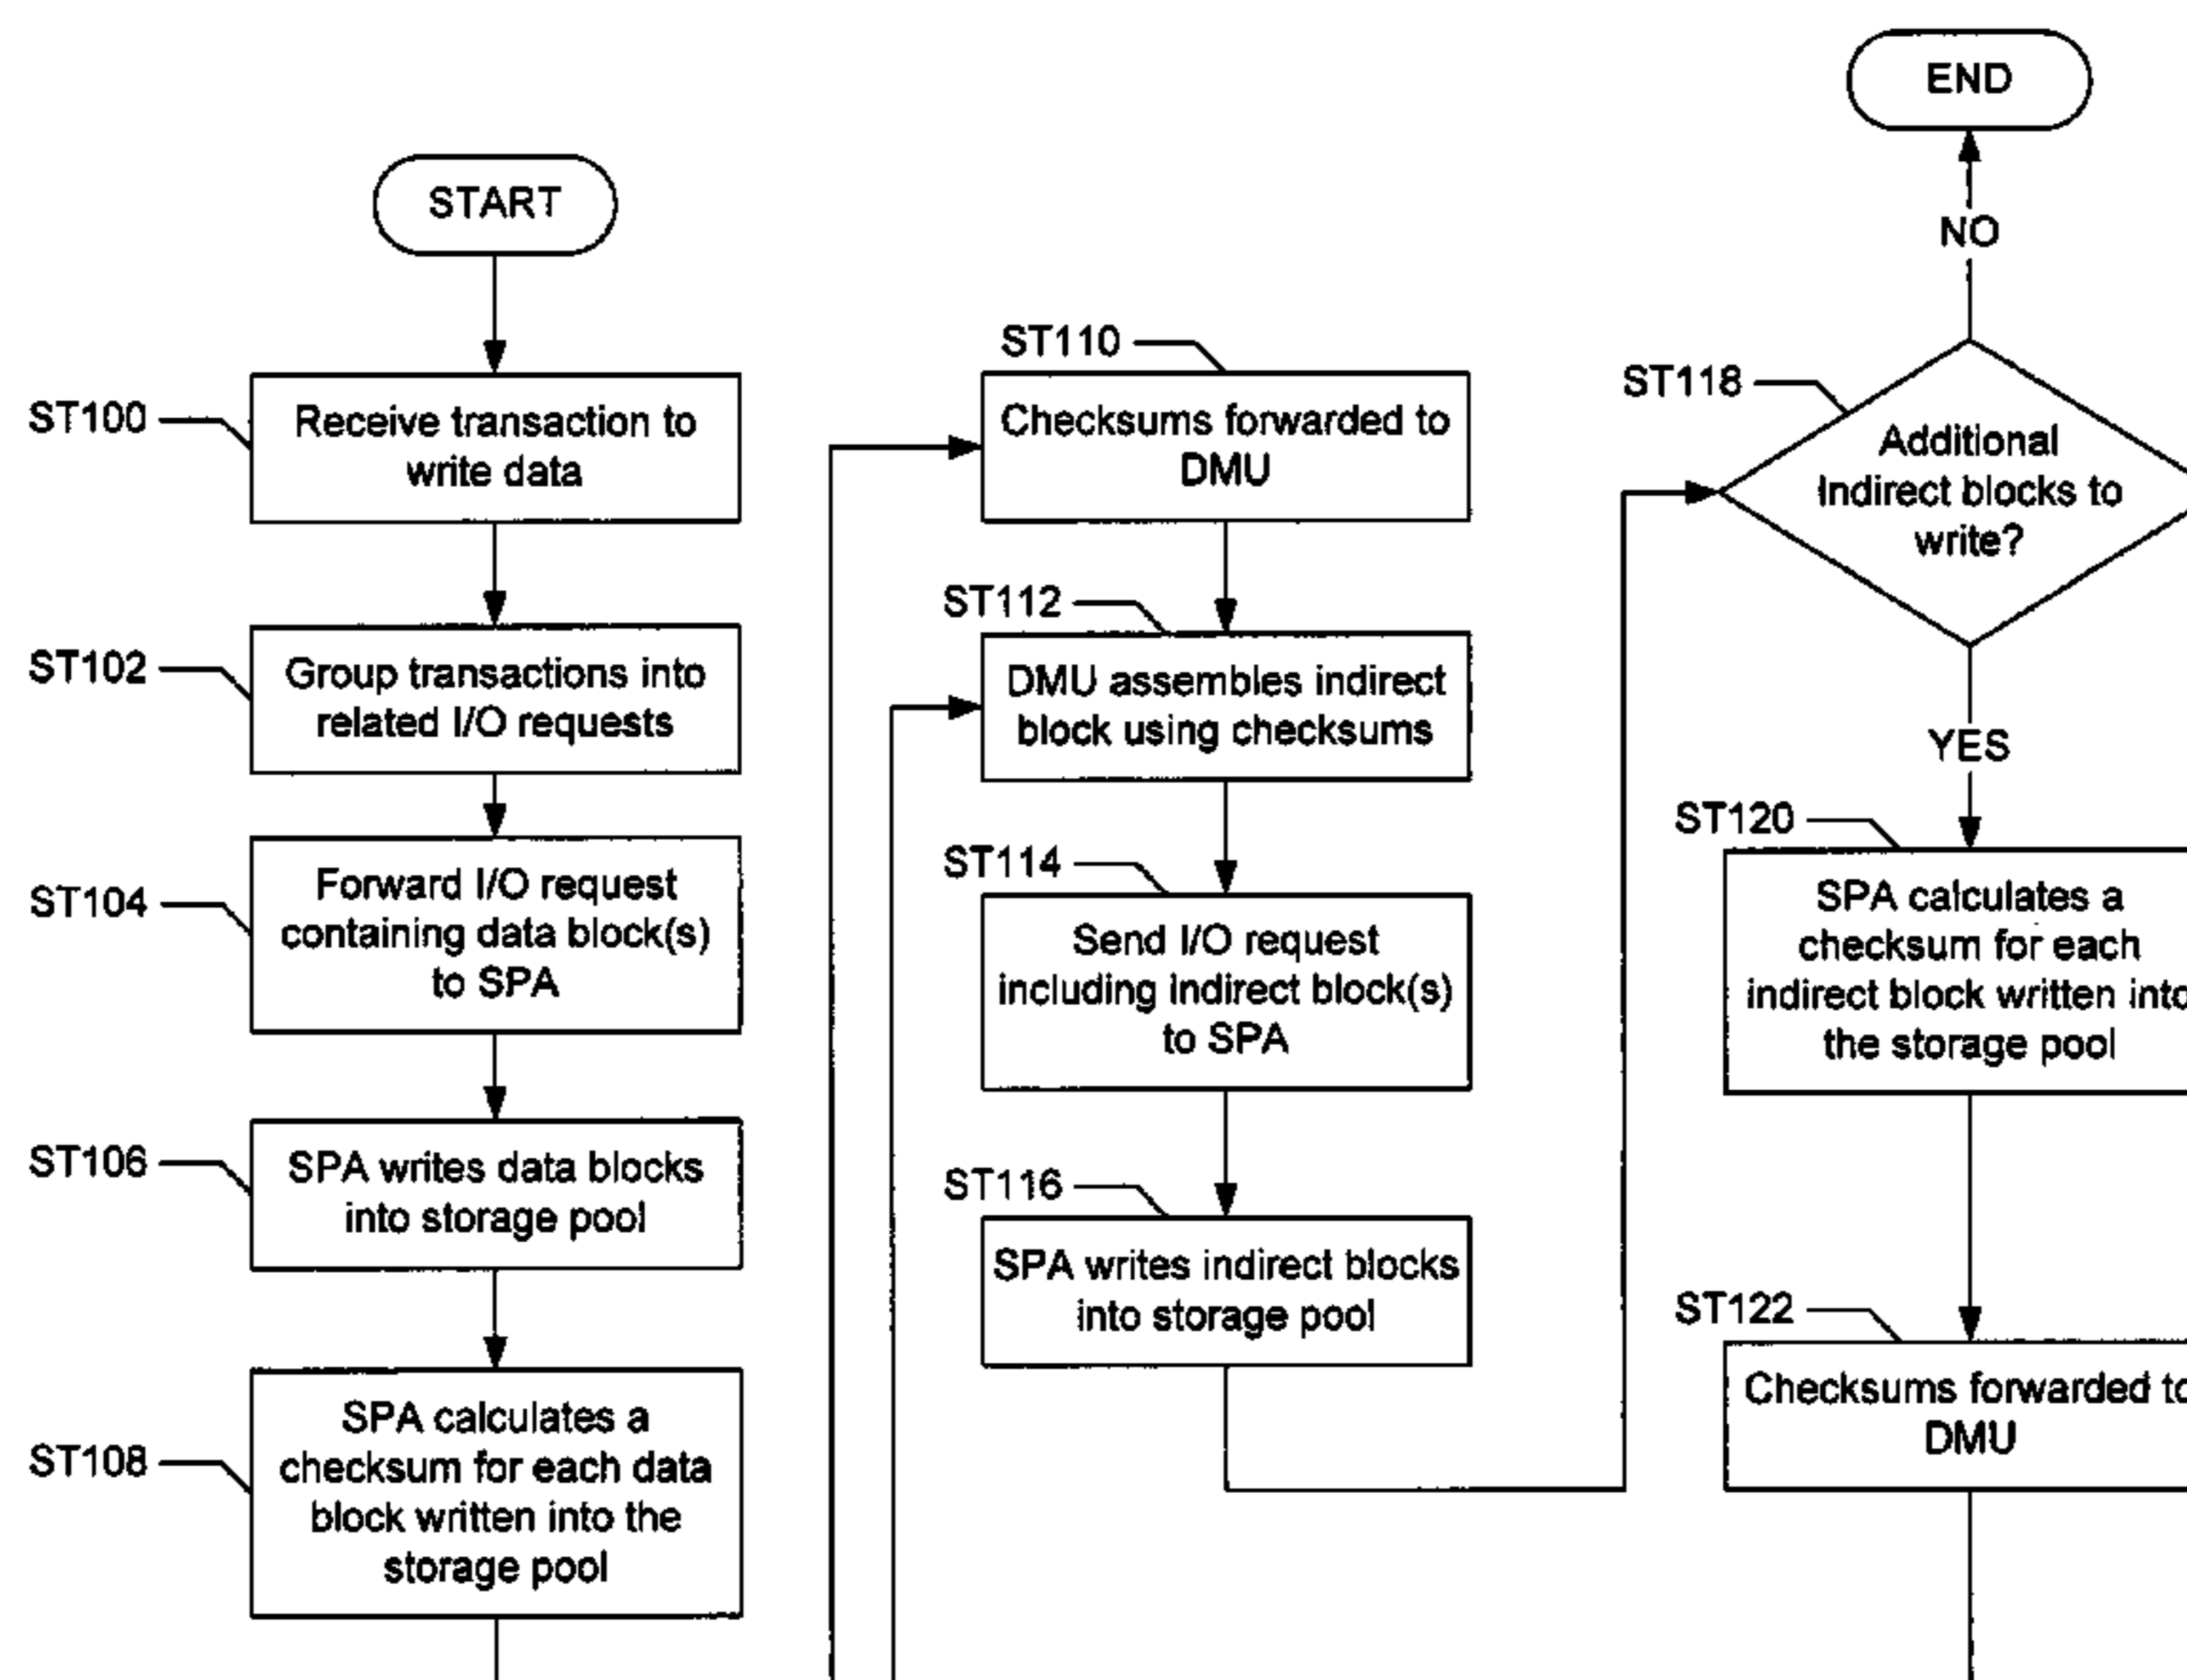 START
ST100
Receive transaction to
write data
ST102
Group transactions into
related I/O requests
ST104
Forward I/O request
containing data block(s)
to SPA
ST106
SPA writes data blocks
into storage pool
ST108
SPA calculates a
checksum for each data
block written into the
storage pool
ST110
Checksums forwarded to
DMU
ST112
DMU assembles indirect
block using checksums
ST114
Send I/O request
including indirect block(s)
to SPA
ST116
SPA writes indirect blocks
into storage pool
END
NO
ST118
Additional
Indirect blocks to
write?
YES
ST120
SPA calculates a
checksum for each
indirect block written into
the storage pool
ST122
Checksums forwarded to
DMU